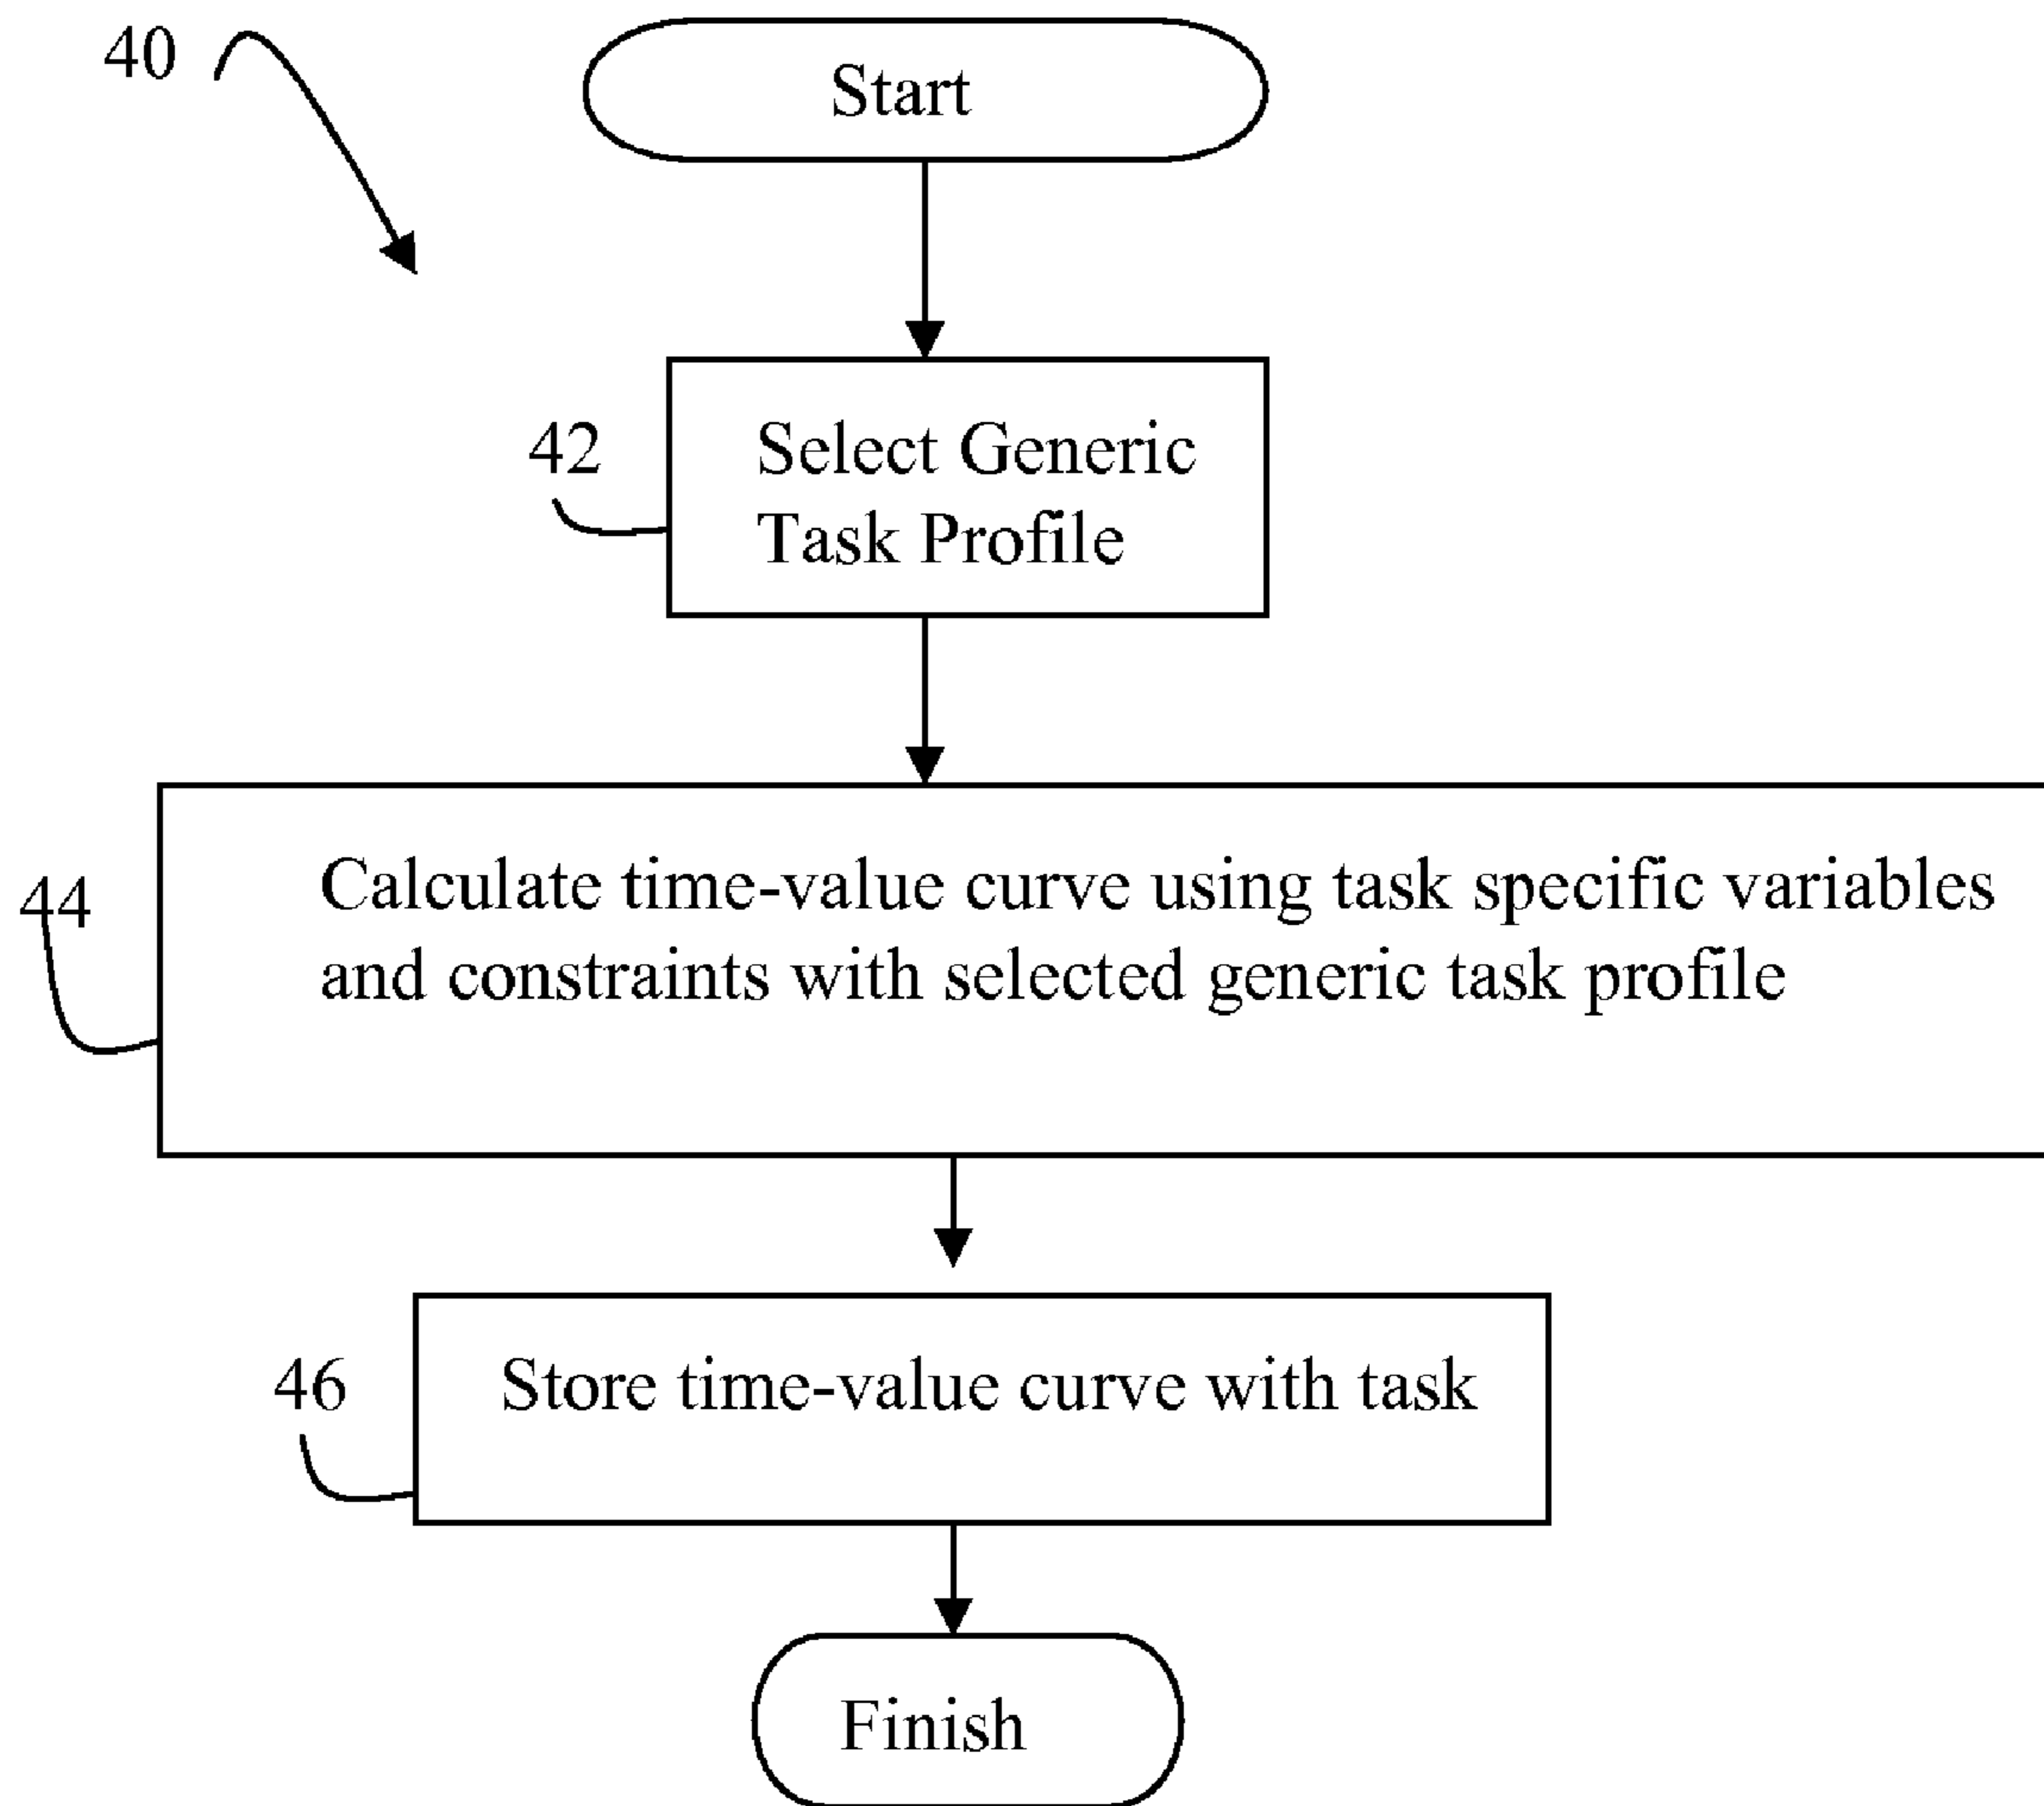 40
Start
42
Select Generic
Task Profile
44
Calculate time-value curve using task specific variables
and constraints with selected generic task profile
46
Store time-value curve with task
Finish